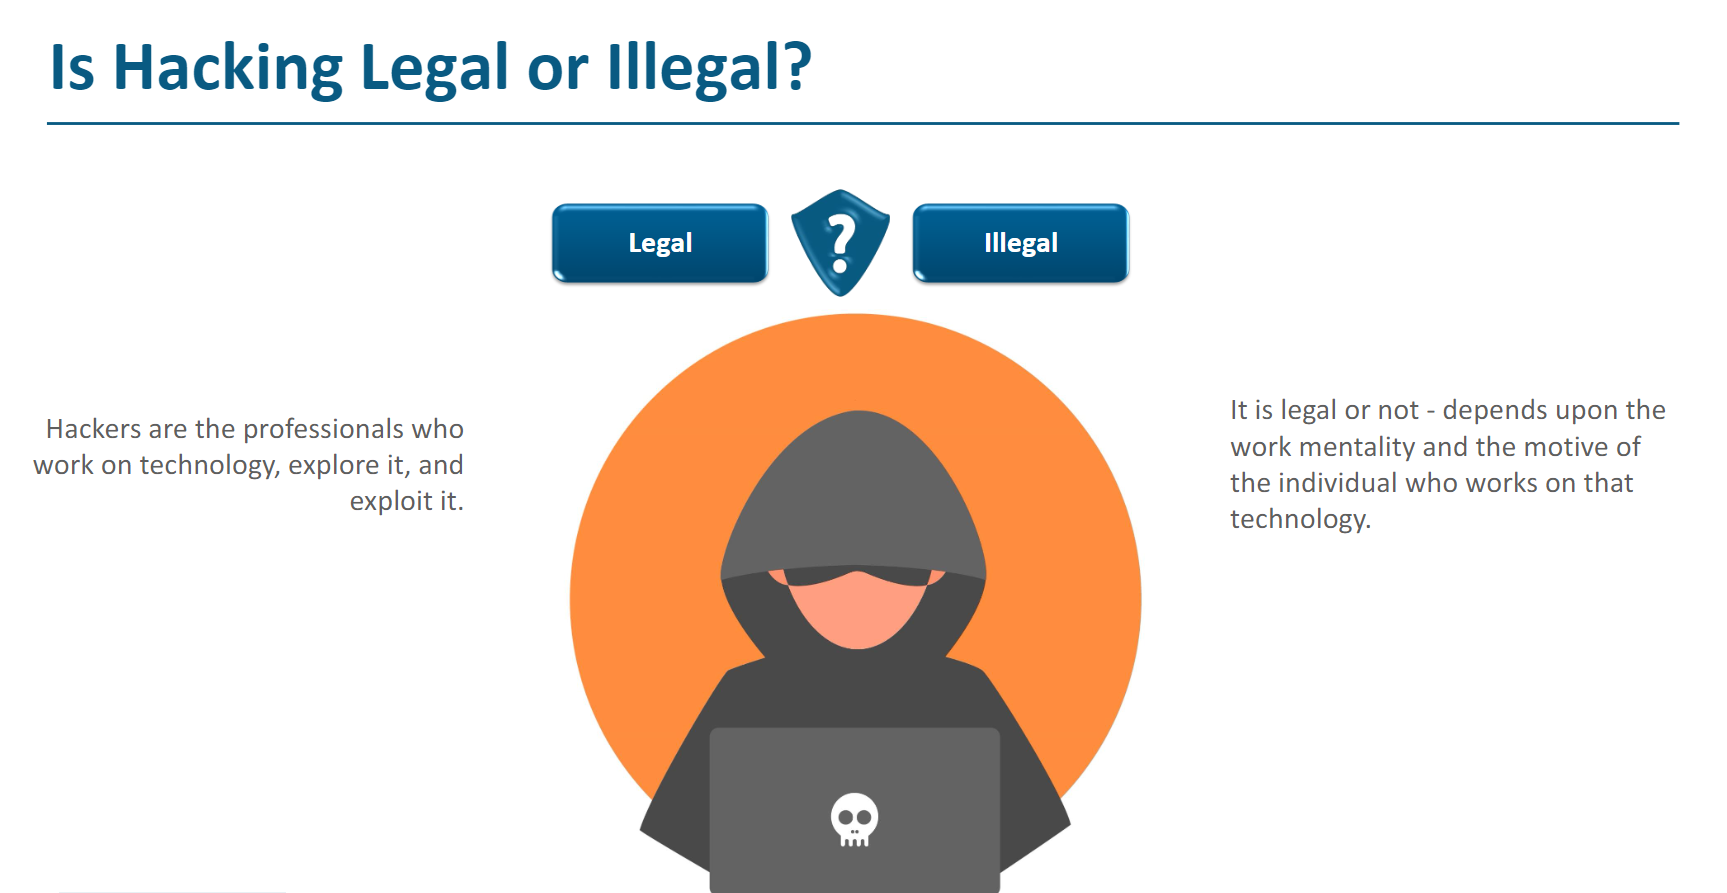 Is Hacking Legal or Illegal?
Legal
?
Illegal
Hackers are the professionals who
work on technology, explore it, and
exploit it.
It is legal or not - depends upon the
work mentality and the motive of
the individual who works on that
technology.